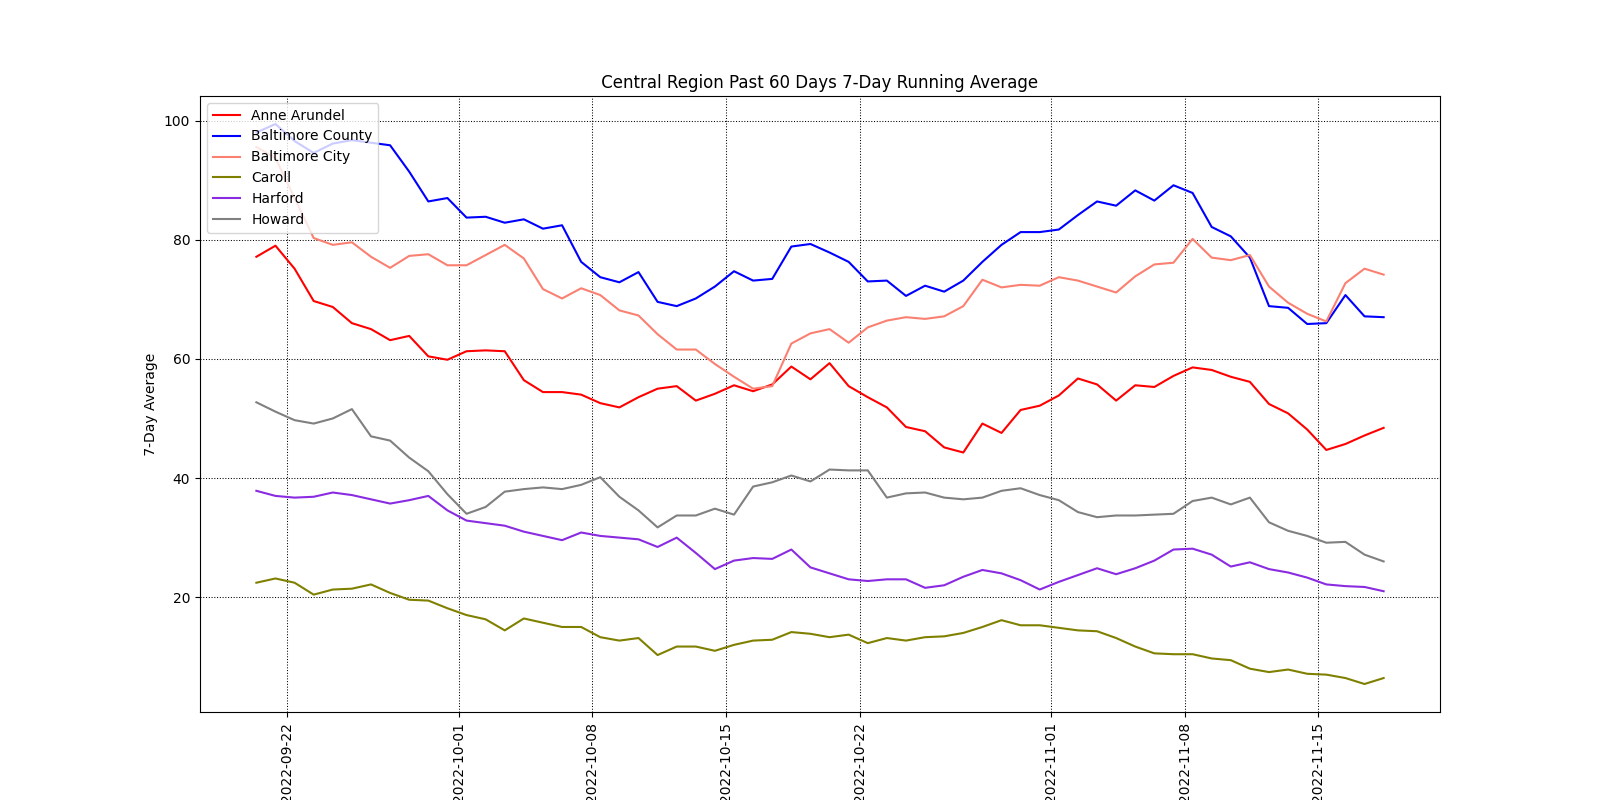 Central Region Past 60 Days 7-Day Running Average
Anne Arundel
Baltimore County
Baltimore City
Caroll
Harford
Howard
100
80
60
40
20
7-Day Average
2022-09-22
2022-10-01
2022-10-08
2022-10-15
2022-10-22
2022-11-01
2022-11-08
2022-11-15